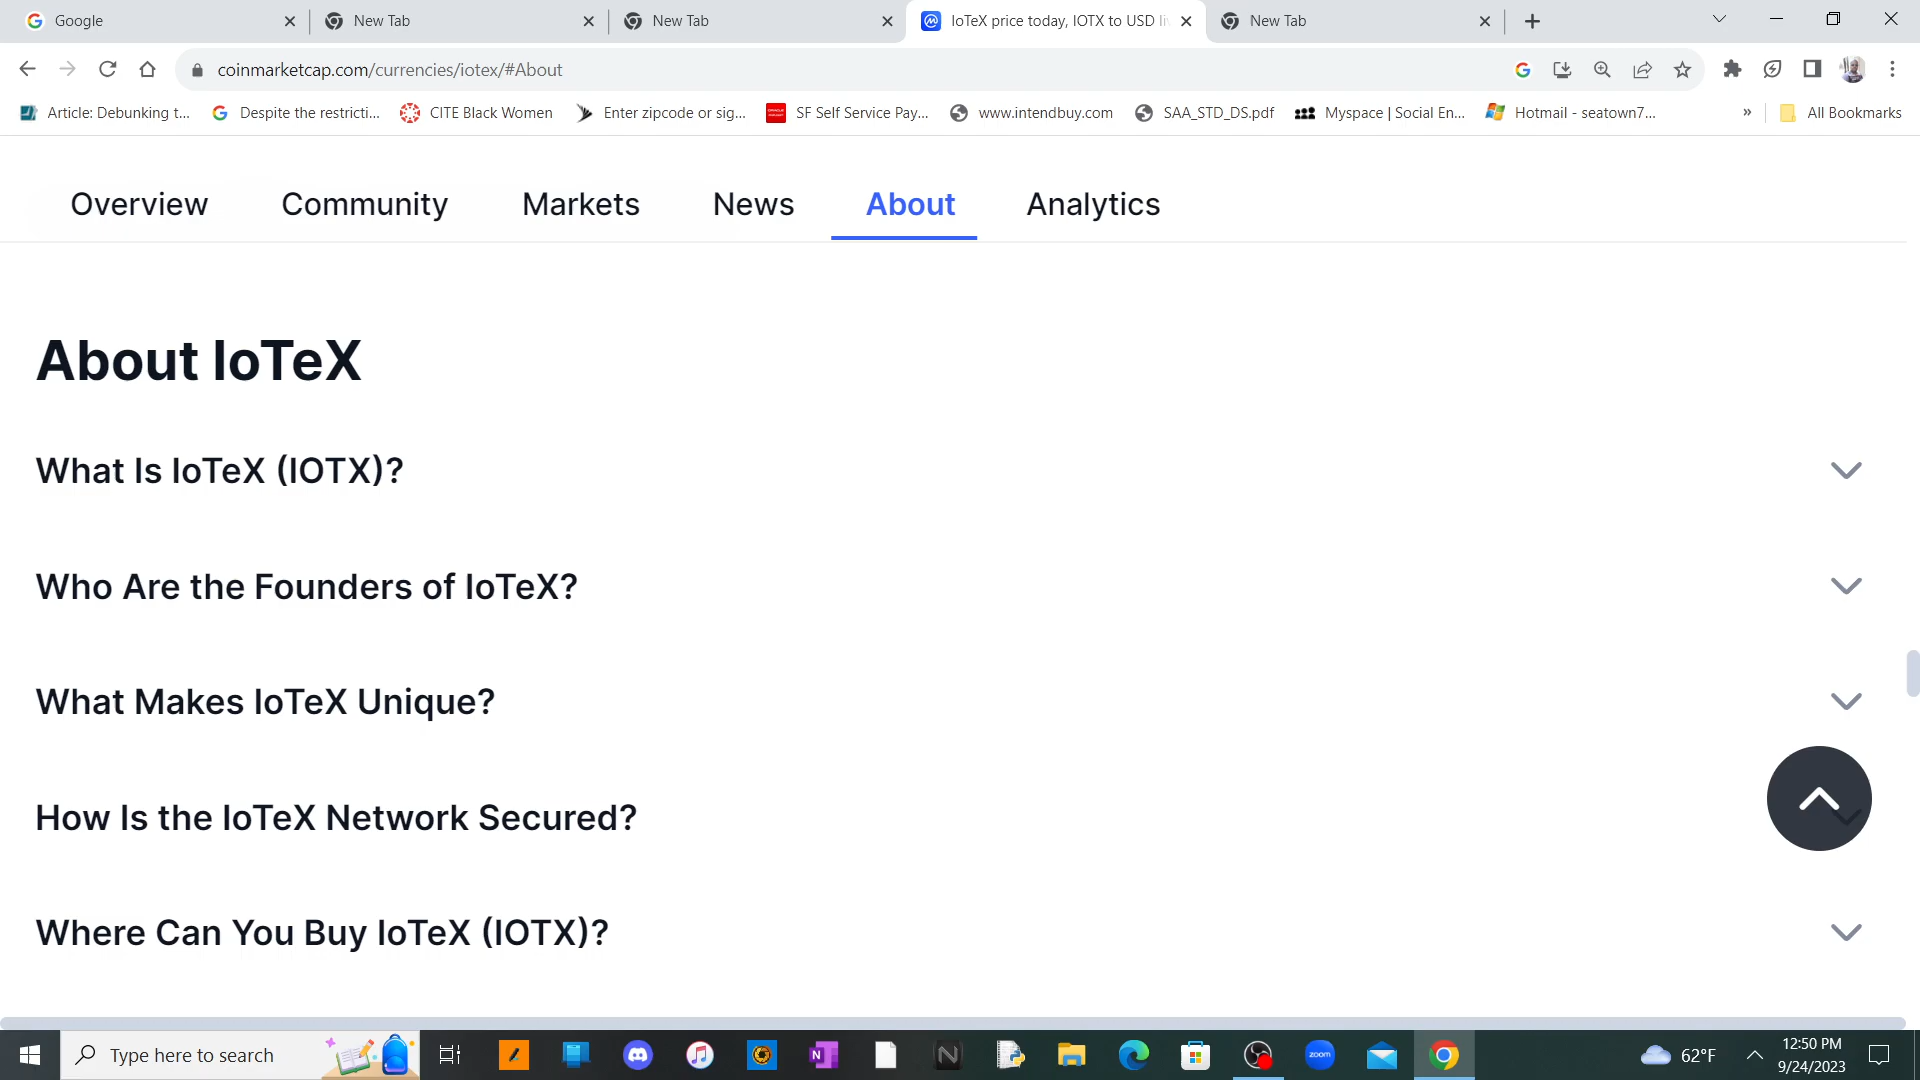 Google
New Tab
New Tab
IoTeX price today, IOTX to USD li
New Tab
coinmarketcap.com/currencies/iotex/#About
Article: Debunking t...
Despite the restricti...
CITE Black Women
Enter zipcode or sig...
SF Self Service Pay...
www.intendbuy.com
SAA_STD_DS.pdf
Myspace | Social En...
Hotmail - seatown7...
»
All Bookmarks
Overview
Community
Markets
News
About
Analytics
About IoTeX
What Is IoTeX (IOTX)?
Who Are the Founders of IoTeX?
What Makes IoTeX Unique?
How Is the IoTeX Network Secured?
Where Can You Buy IoTeX (IOTX)?
Type here to search
zoom
62°F
12:50 PM
9/24/2023